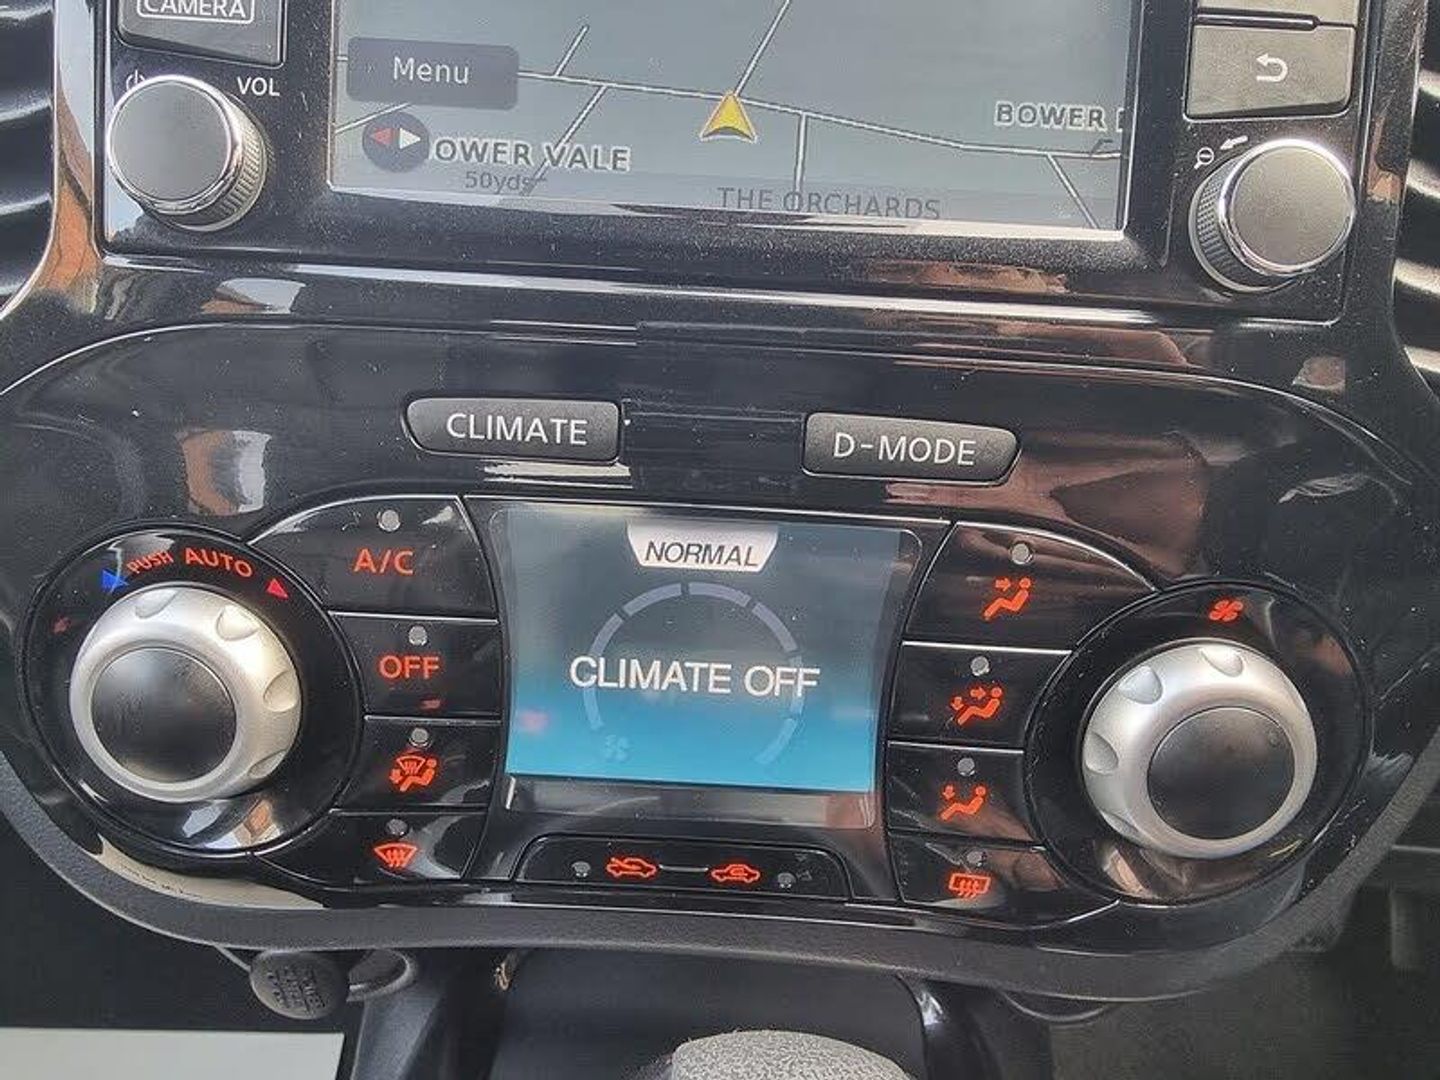 CAMERA
VOL
Menu
BOWER
OWER VALE
50yds
THE ORCHARDS
CLIMATE
D-MODE
PUSH AUTO
A/C
NORMAL
OFF
CLIMATE OFF